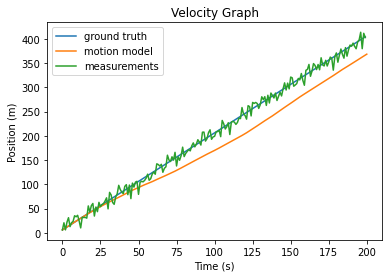 Velocity Graph
ground truth
motion model
measurements
Position (m)
400
350
300
250
200
150
100
50
0
0 25 50 75 100 125 150 175 200
Time (s)